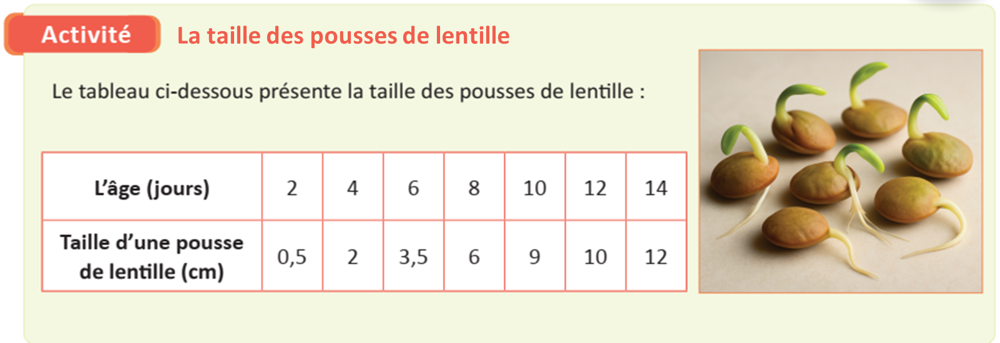 Activité La taille des pousses de lentille
Le tableau ci-dessous présente la taille des pousses de lentille :
L’âge (jours) 2 4 6 8 10 12 14
Taille d’une pousse
de lentille (cm) 0,5 2 3,5 6 9 10 12